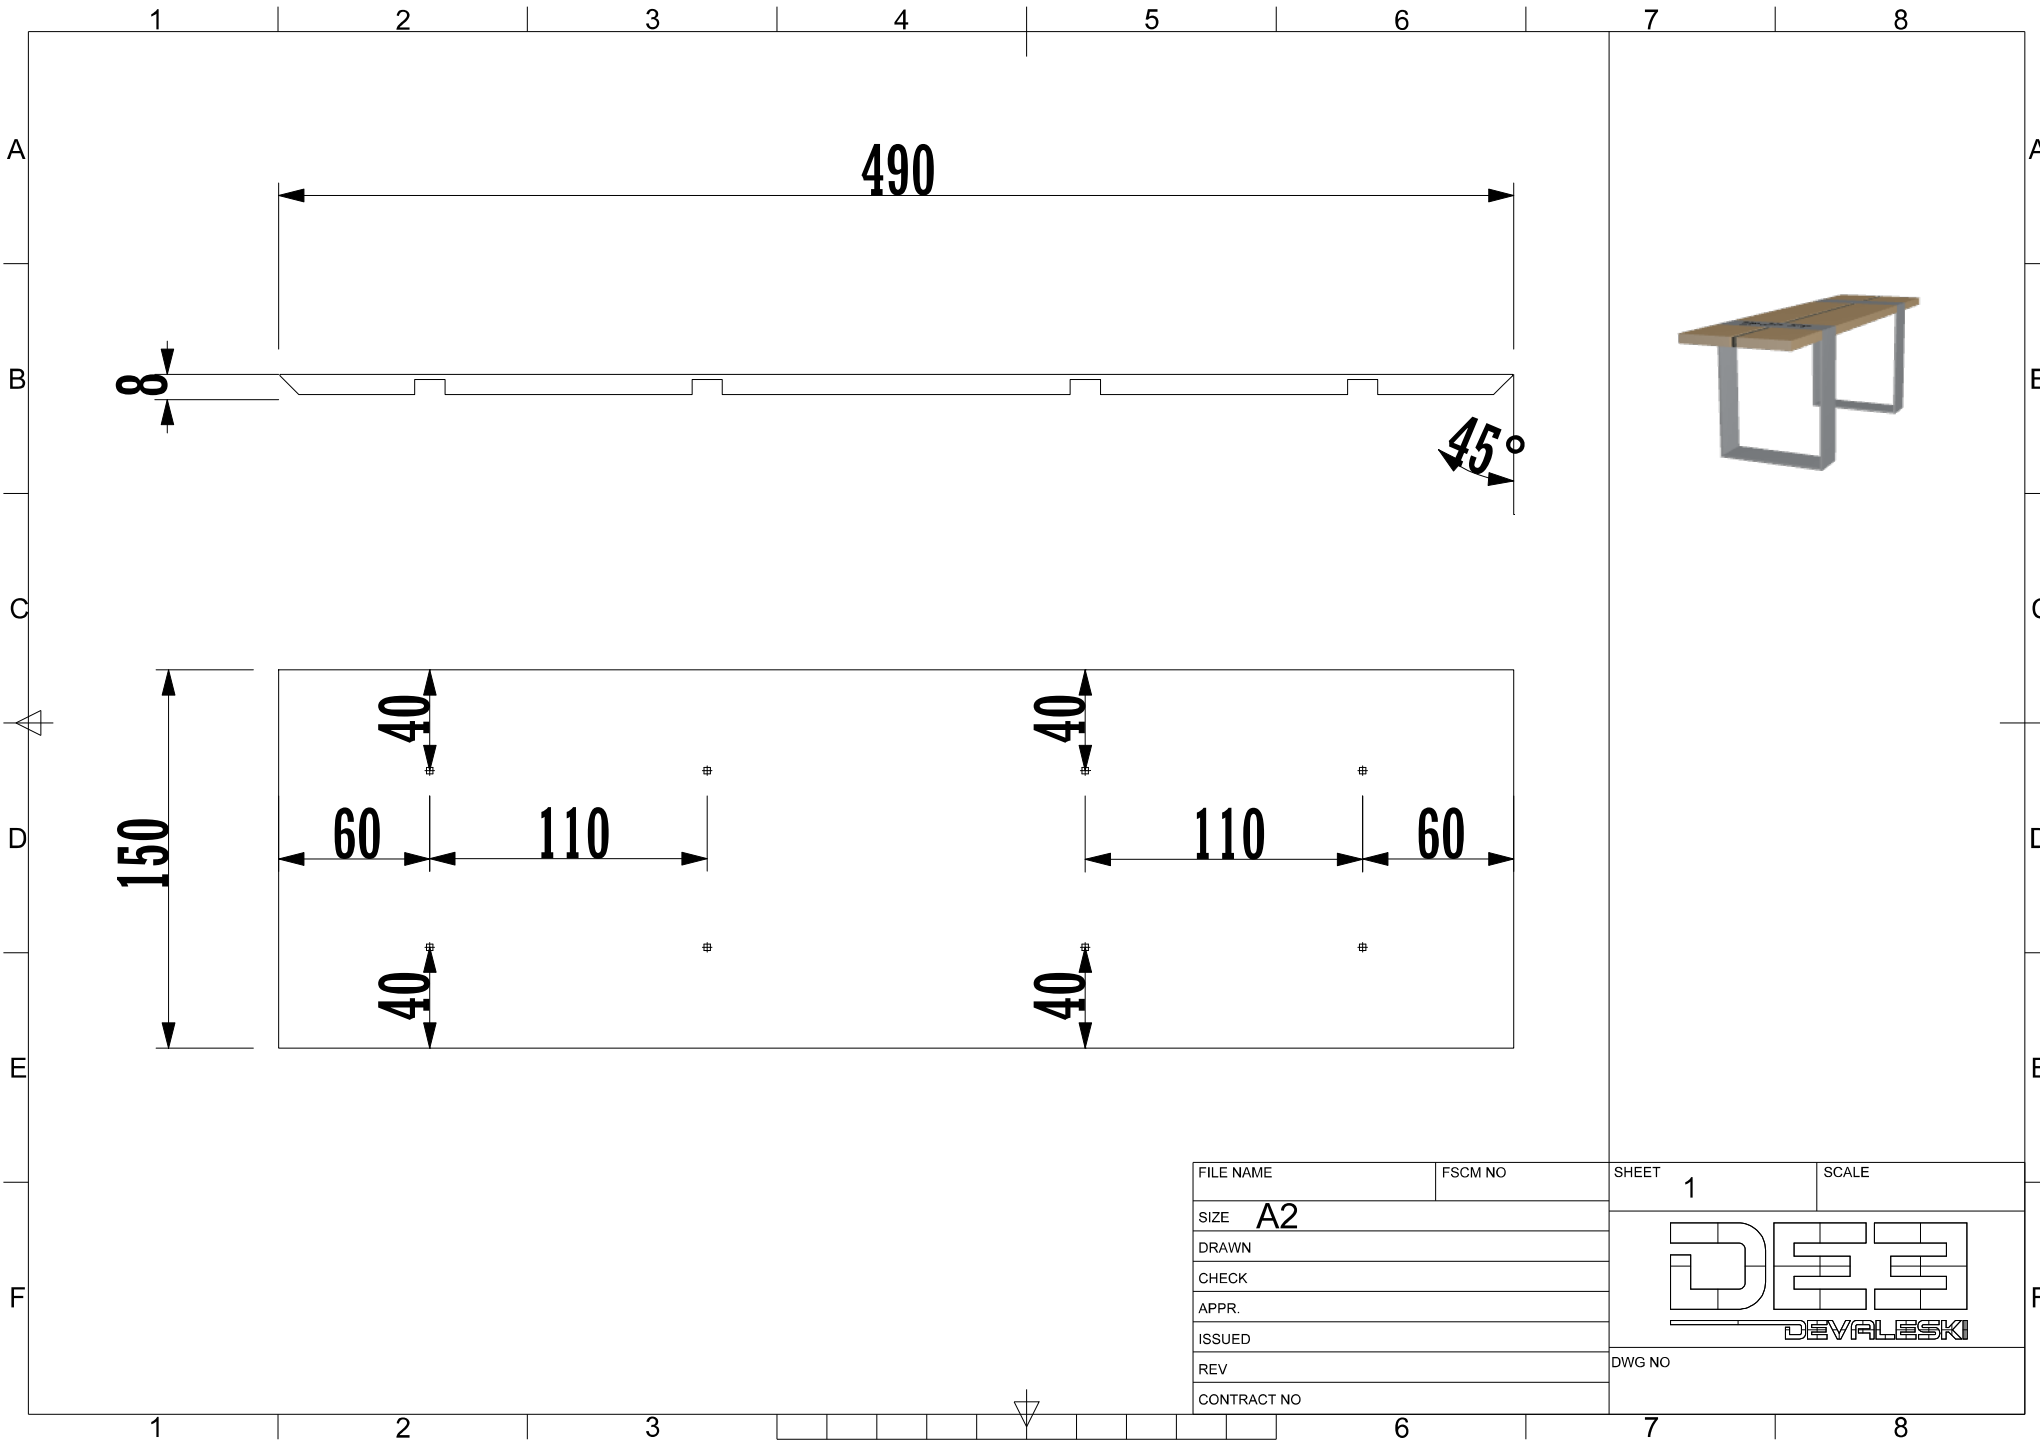 1 2 3 4 5 6 7 8
A A
490
B
8
45°
C
40 40
150
D D
60 110 110 60
40 40
E E
FILE NAME FSCM NO SHEET 1 SCALE
SIZE A2
DRAWN
CHECK
APPR.
F F
ISSUED
DEE
DEVALESKI
REV
DWG NO
CONTRACT NO
1 2 3 6 7 8